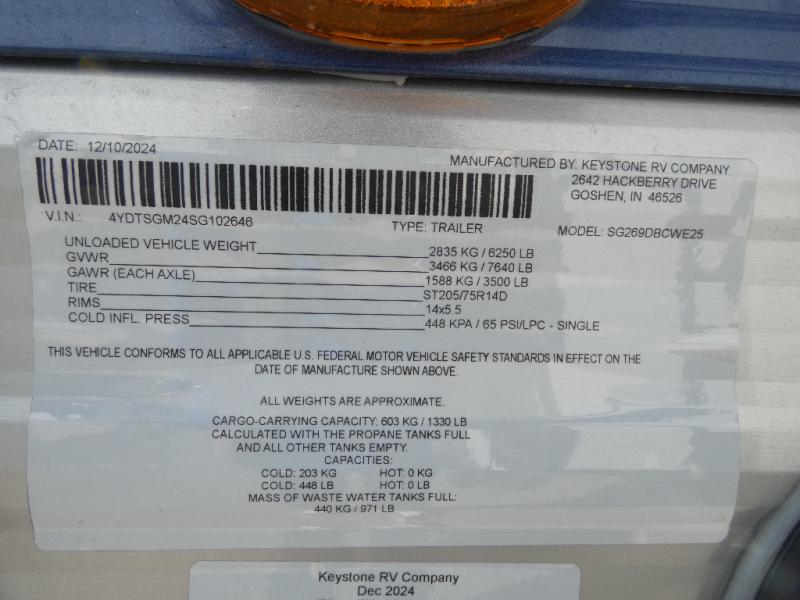 DATE: 12/10/2024
MANUFACTURED BY: KEYSTONE RV COMPANY
2642 HACKBERRY DRIVE
GOSHEN, IN 46526
V.I.N.: 4YDTSGM24SG102646 TYPE: TRAILER MODEL: SG269DBCWE25
UNLOADED VEHICLE WEIGHT 2835 KG / 6250 LB
GVWR 3466 KG / 7640 LB
GAWR (EACH AXLE) 1588 KG / 3500 LB
TIRE ST205/75R14D
RIMS 14x5.5
COLD INFL. PRESS 448 KPA / 65 PSI/LPC - SINGLE
THIS VEHICLE CONFORMS TO ALL APPLICABLE U.S. FEDERAL MOTOR VEHICLE SAFETY STANDARDS IN EFFECT ON THE
DATE OF MANUFACTURE SHOWN ABOVE.
ALL WEIGHTS ARE APPROXIMATE.
CARGO-CARRYING CAPACITY: 603 KG / 1330 LB
CALCULATED WITH THE PROPANE TANKS FULL
AND ALL OTHER TANKS EMPTY.
CAPACITIES:
COLD: 203 KG HOT: 0 KG
COLD: 448 LB HOT: 0 LB
MASS OF WASTE WATER TANKS FULL:
440 KG / 971 LB
Keystone RV Company
Dec 2024